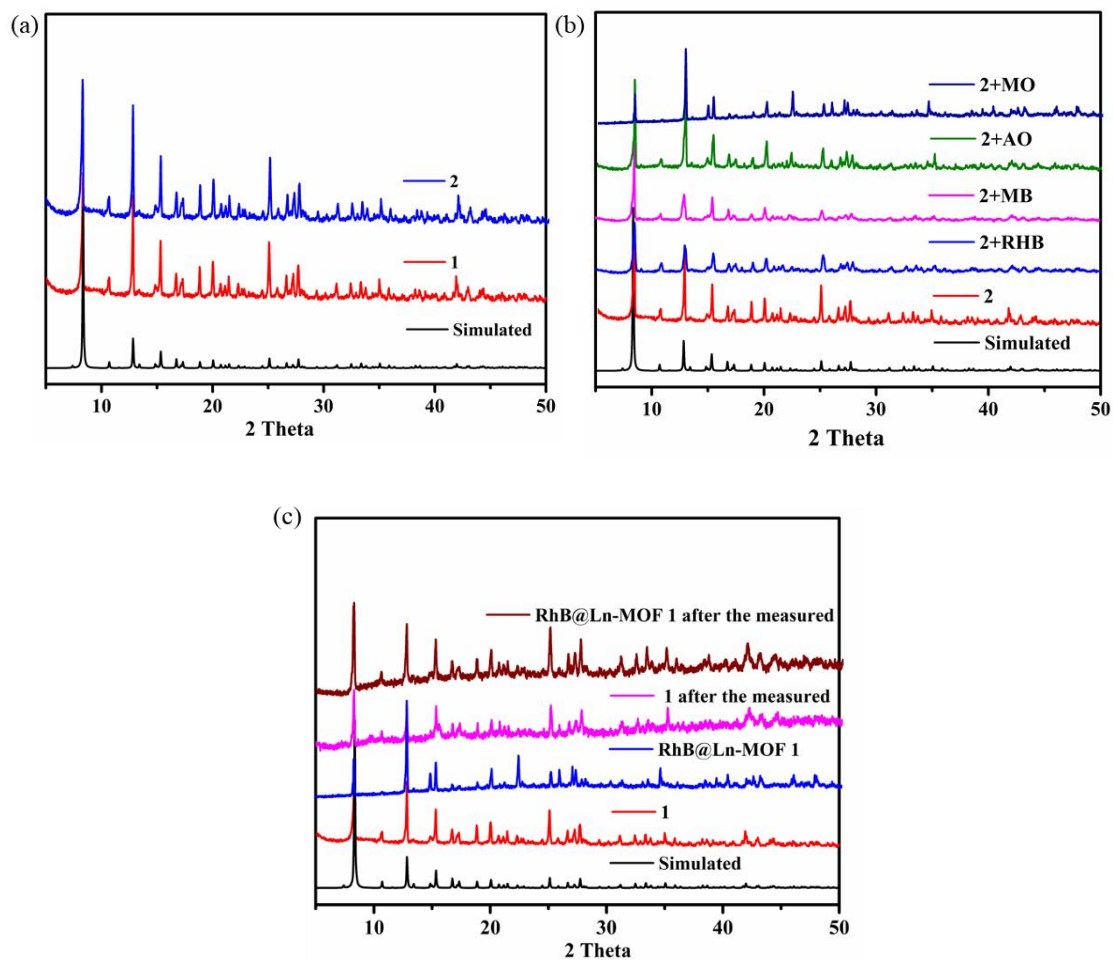 (a)
2
1
Simulated
10 20 30 40 50
2 Theta
(b)
2+MO
2+AO
2+MB
2+RHB
2
Simulated
10 20 30 40 50
2 Theta
(c)
RhB@Ln-MOF 1 after the measured
1 after the measured
RhB@Ln-MOF 1
1
Simulated
10 20 30 40 50
2 Theta